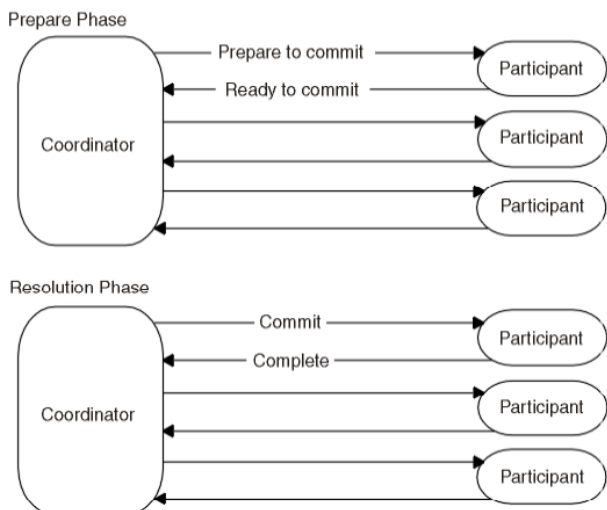 Prepare Phase
Prepare to commit
Participant
Ready to commit
Coordinator
Participant
Participant
Resolution Phase
Commit
Participant
Complete
Coordinator
Participant
Participant